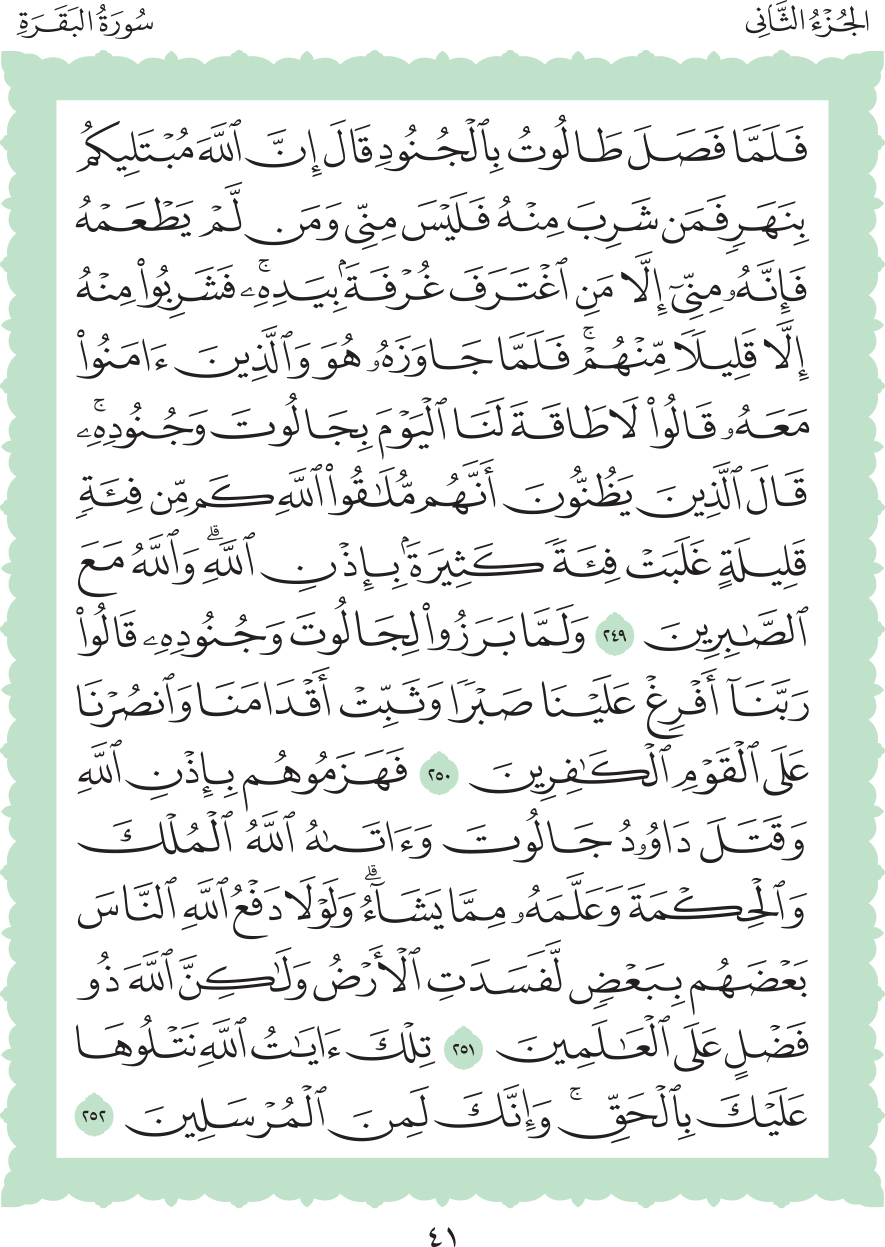 الجُزْءُ الثَّانِي
سُورَةُ البَقَرَةِ
فَلَمَّا فَصَلَ طَالُوتُ بِٱلْجُنُودِ قَالَ إِنَّ ٱللَّهَ مُبْتَلِيكُم
بِنَهَرٍ فَمَن شَرِبَ مِنْهُ فَلَيْسَ مِنِّي وَمَن لَّمْ يَطْعَمْهُ
فَإِنَّهُۥ مِنِّيٓ إِلَّا مَنِ ٱغْتَرَفَ غُرْفَةَۢ بِيَدِهِۦۚ فَشَرِبُوا۟ مِنْهُ
إِلَّا قَلِيلًا مِّنْهُمْۚ فَلَمَّا جَاوَزَهُۥ هُوَ وَٱلَّذِينَ ءَامَنُوا۟
مَعَهُۥ قَالُوا۟ لَا طَاقَةَ لَنَا ٱلْيَوْمَ بِجَالُوتَ وَجُنُودِهِۦۚ
قَالَ ٱلَّذِينَ يَظُنُّونَ أَنَّهُم مُّلَٰقُوا۟ ٱللَّهِ كَم مِّن فِئَةٍ
قَلِيلَةٍ غَلَبَتْ فِئَةً كَثِيرَةَۢ بِإِذْنِ ٱللَّهِۗ وَٱللَّهُ مَعَ
ٱلصَّٰبِرِينَ ٢٤٩ وَلَمَّا بَرَزُوا۟ لِجَالُوتَ وَجُنُودِهِۦ قَالُوا۟
رَبَّنَآ أَفْرِغْ عَلَيْنَا صَبْرًا وَثَبِّتْ أَقْدَامَنَا وَٱنصُرْنَا
عَلَى ٱلْقَوْمِ ٱلْكَٰفِرِينَ ٢٥٠ فَهَزَمُوهُم بِإِذْنِ ٱللَّهِ
وَقَتَلَ دَاوُۥدُ جَالُوتَ وَءَاتَىٰهُ ٱللَّهُ ٱلْمُلْكَ
وَٱلْحِكْمَةَ وَعَلَّمَهُۥ مِمَّا يَشَآءُۗ وَلَوْلَا دَفْعُ ٱللَّهِ ٱلنَّاسَ
بَعْضَهُم بِبَعْضٍ لَّفَسَدَتِ ٱلْأَرْضُ وَلَٰكِنَّ ٱللَّهَ ذُو
فَضْلٍ عَلَى ٱلْعَٰلَمِينَ ٢٥١ تِلْكَ ءَايَٰتُ ٱللَّهِ نَتْلُوهَا
عَلَيْكَ بِٱلْحَقِّۚ وَإِنَّكَ لَمِنَ ٱلْمُرْسَلِينَ ٢٥٢
٤١